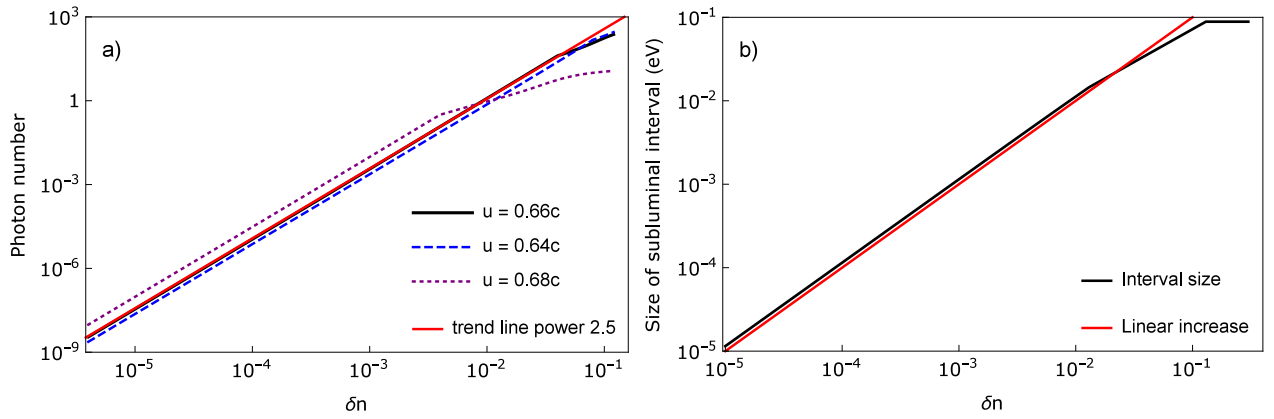 a)
Photon number
10³
1
10⁻³
10⁻⁶
10⁻⁹
u = 0.66c
u = 0.64c
u = 0.68c
trend line power 2.5
10⁻⁵ 10⁻⁴ 10⁻³ 10⁻² 10⁻¹
δn
b)
Size of subluminal interval (eV)
10⁻¹
10⁻²
10⁻³
10⁻⁴
10⁻⁵
Interval size
Linear increase
10⁻⁵ 10⁻⁴ 10⁻³ 10⁻² 10⁻¹
δn